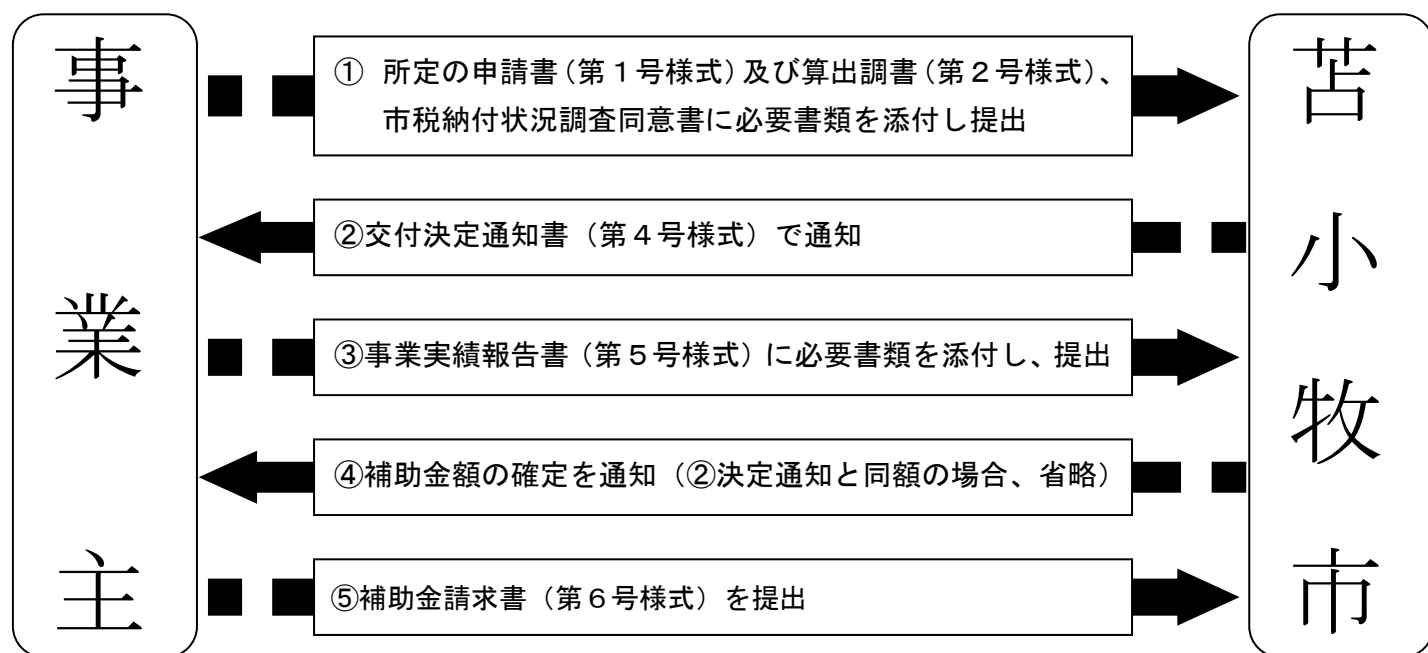 事業主
① 所定の申請書(第1号様式)及び算出調書(第2号様式)、
市税納付状況調査同意書に必要書類を添付し提出
②交付決定通知書(第4号様式)で通知
③事業実績報告書(第5号様式)に必要書類を添付し、提出
④補助金額の確定を通知(②決定通知と同額の場合、省略)
⑤補助金請求書(第6号様式)を提出
苫小牧市